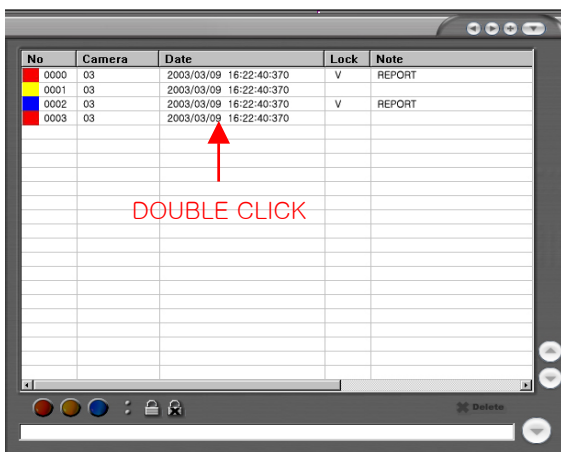 No Camera Date Lock Note
0000 03 2003/03/09 16:22:40:370 V REPORT
0001 03 2003/03/09 16:22:40:370
0002 03 2003/03/09 16:22:40:370 V REPORT
0003 03 2003/03/09 16:22:40:370
DOUBLE CLICK
Delete